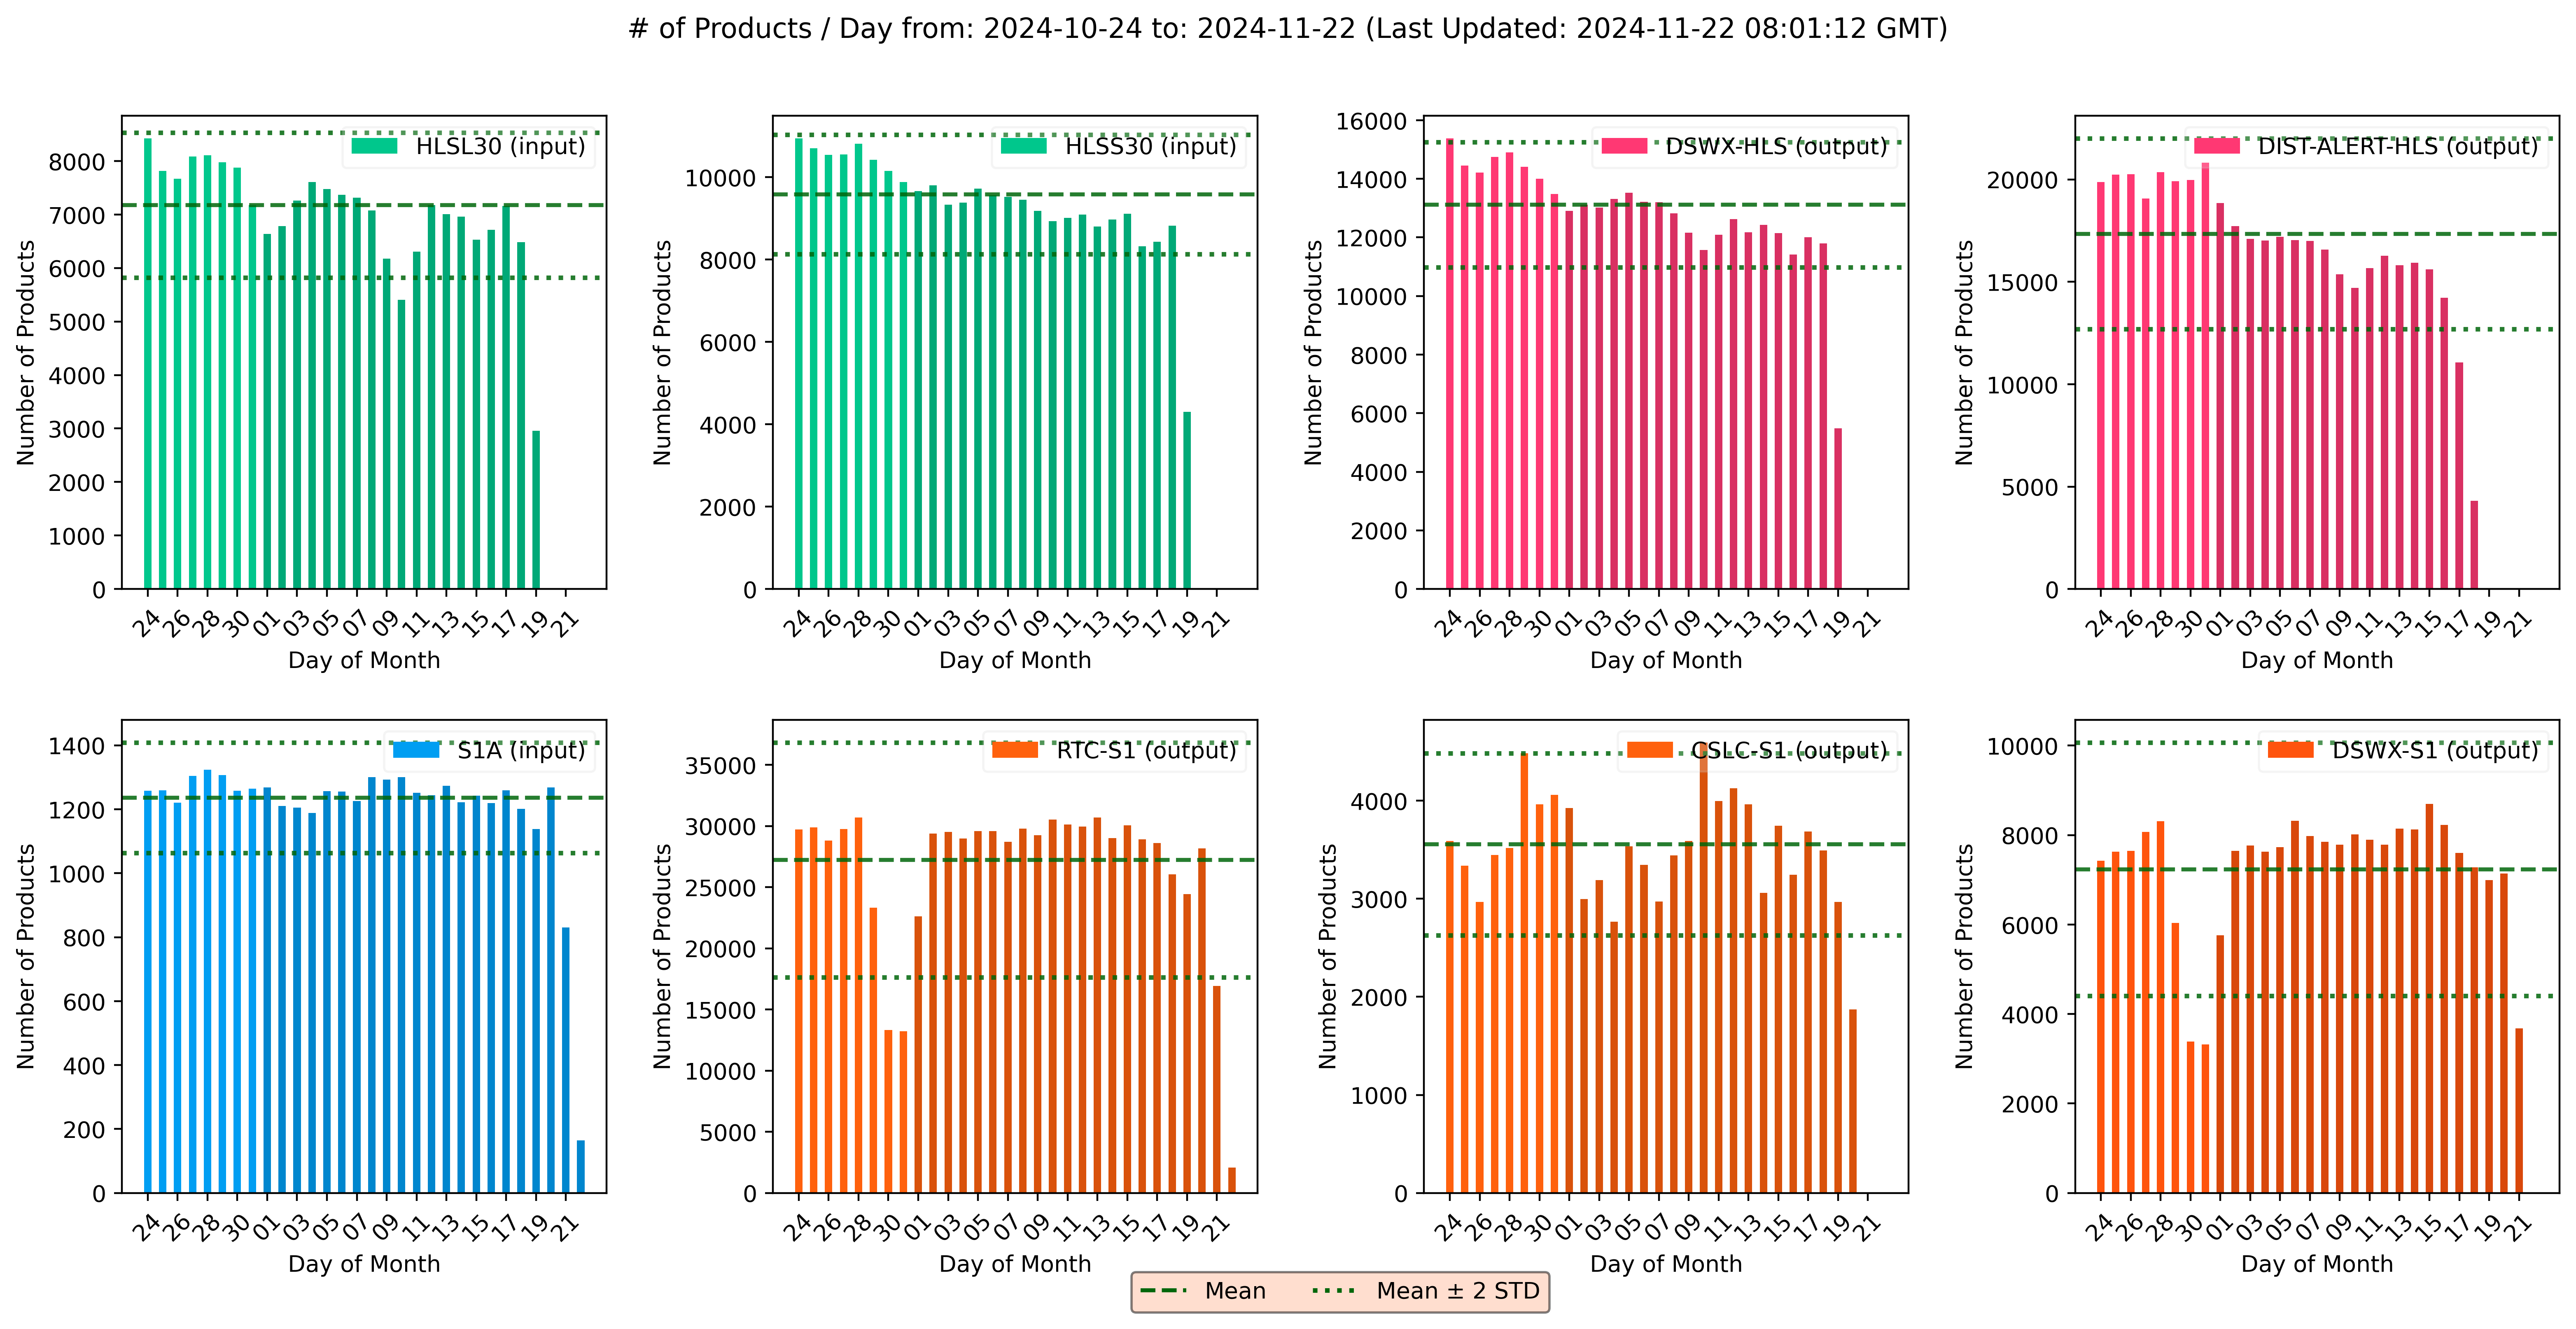 # of Products / Day from: 2024-10-24 to: 2024-11-22 (Last Updated: 2024-11-22 08:01:12 GMT)
HLSL30 (input)
Number of Products
8000
7000
6000
5000
4000
3000
2000
1000
0
24 26 28 30 01 03 05 07 09 11 13 15 17 19 21
Day of Month
HLSS30 (input)
Number of Products
10000
8000
6000
4000
2000
0
24 26 28 30 01 03 05 07 09 11 13 15 17 19 21
Day of Month
DSWX-HLS (output)
Number of Products
16000
14000
12000
10000
8000
6000
4000
2000
0
24 26 28 30 01 03 05 07 09 11 13 15 17 19 21
Day of Month
DIST-ALERT-HLS (output)
Number of Products
20000
15000
10000
5000
0
24 26 28 30 01 03 05 07 09 11 13 15 17 19 21
Day of Month
S1A (input)
Number of Products
1400
1200
1000
800
600
400
200
0
24 26 28 30 01 03 05 07 09 11 13 15 17 19 21
Day of Month
RTC-S1 (output)
Number of Products
35000
30000
25000
20000
15000
10000
5000
0
24 26 28 30 01 03 05 07 09 11 13 15 17 19 21
Day of Month
CSLC-S1 (output)
Number of Products
4000
3000
2000
1000
0
24 26 28 30 01 03 05 07 09 11 13 15 17 19 21
Day of Month
DSWX-S1 (output)
Number of Products
10000
8000
6000
4000
2000
0
24 26 28 30 01 03 05 07 09 11 13 15 17 19 21
Day of Month
Mean
Mean ± 2 STD